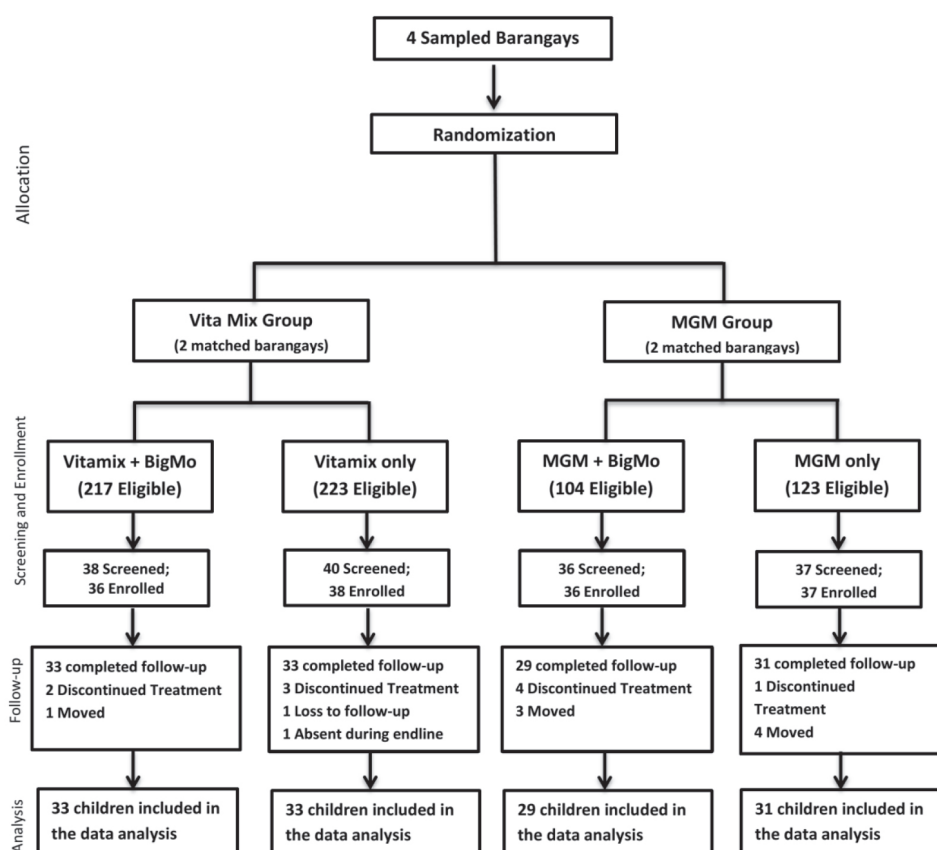 4 Sampled Barangays
Randomization
Allocation
Vita Mix Group
(2 matched barangays)
MGM Group
(2 matched barangays)
Screening and Enrollment
Vitamix + BigMo
(217 Eligible)
Vitamix only
(223 Eligible)
MGM + BigMo
(104 Eligible)
MGM only
(123 Eligible)
38 Screened;
36 Enrolled
40 Screened;
38 Enrolled
36 Screened;
36 Enrolled
37 Screened;
37 Enrolled
Follow-up
33 completed follow-up
2 Discontinued Treatment
1 Moved
33 completed follow-up
3 Discontinued Treatment
1 Loss to follow-up
1 Absent during endline
29 completed follow-up
4 Discontinued Treatment
3 Moved
31 completed follow-up
1 Discontinued
Treatment
4 Moved
Analysis
33 children included in
the data analysis
33 children included in
the data analysis
29 children included in
the data analysis
31 children included in
the data analysis